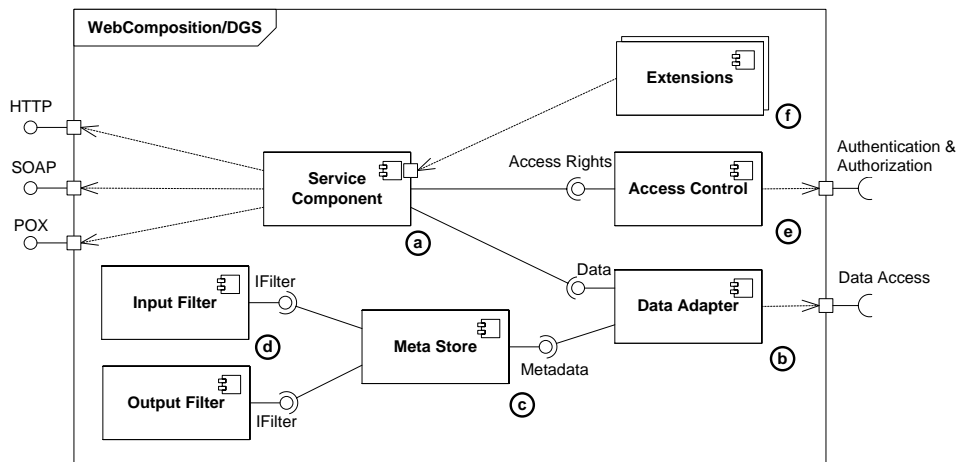 WebComposition/DGS
Extensions
f
HTTP
SOAP
POX
Service
Component
a
Access Rights
Access Control
e
Authentication &
Authorization
Data
Data Adapter
b
Data Access
Input Filter
IFilter
d
Meta Store
c
Metadata
Output Filter
IFilter